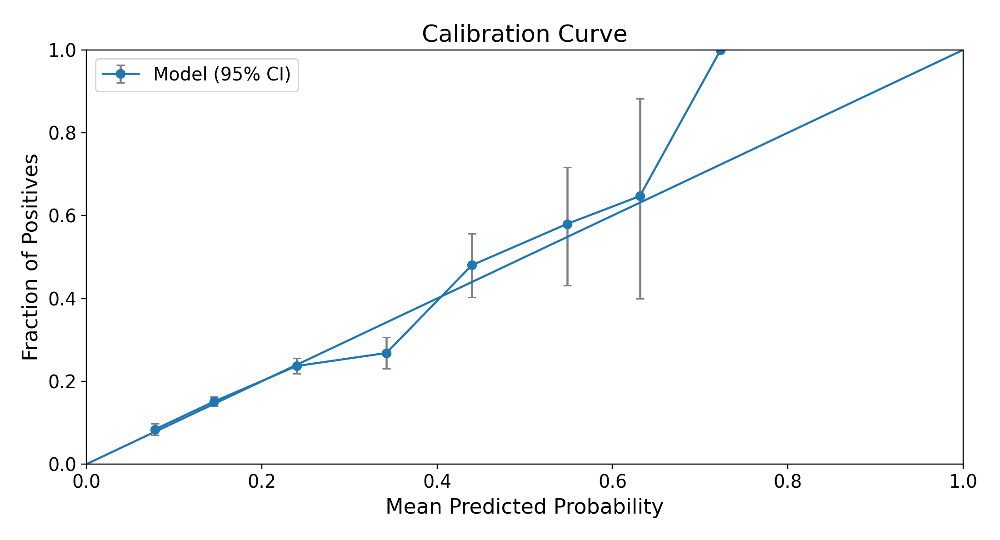 Calibration Curve
Model (95% CI)
1.0
0.8
0.6
0.4
0.2
0.0
Fraction of Positives
0.0 0.2 0.4 0.6 0.8 1.0
Mean Predicted Probability